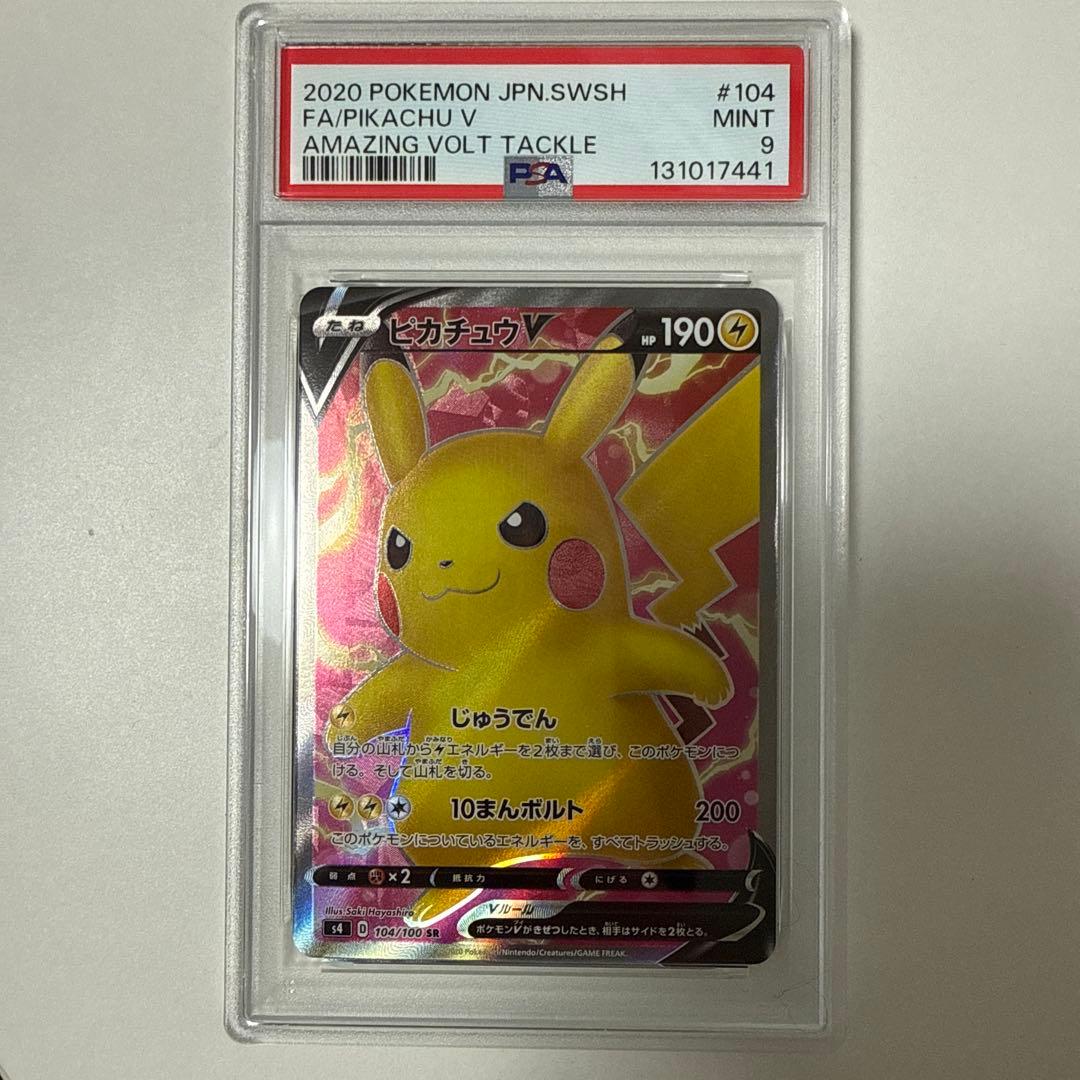 2020 POKEMON JPN.SWSH #104
FA/PIKACHU V MINT
AMAZING VOLT TACKLE 9
PSA 131017441
たね ピカチュウV HP 190
じゅうでん
自分の山札からエネルギーを2枚まで選び、このポケモンにつ
ける。そして山札を切る。
10まんボルト 200
このポケモンについているエネルギーを、すべてトラッシュする。
弱点 ×2 抵抗力 にげる
Illus. Saki Hayashiro Vルール
s4 D 104/100 SR ポケモンVがきぜつしたとき、相手はサイドを2枚とる。
©2020 Pokémon/Nintendo/Creatures/GAME FREAK.